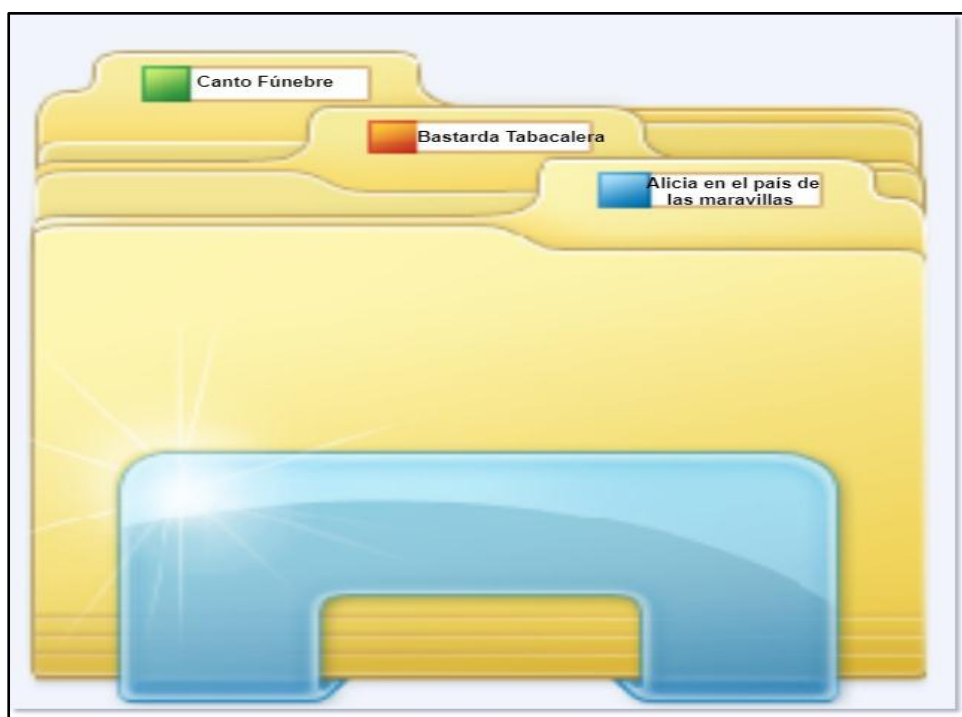 Canto Fúnebre
Bastarda Tabacalera
Alicia en el país de
las maravillas